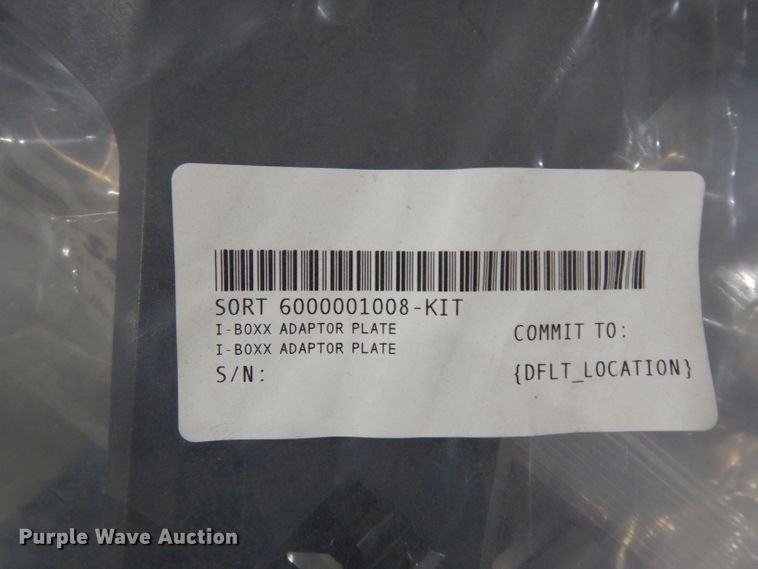 SORT 6000001008-KIT
I-BOXX ADAPTOR PLATE
I-BOXX ADAPTOR PLATE
S/N:
COMMIT TO:
{DFLT_LOCATION}
Purple Wave Auction